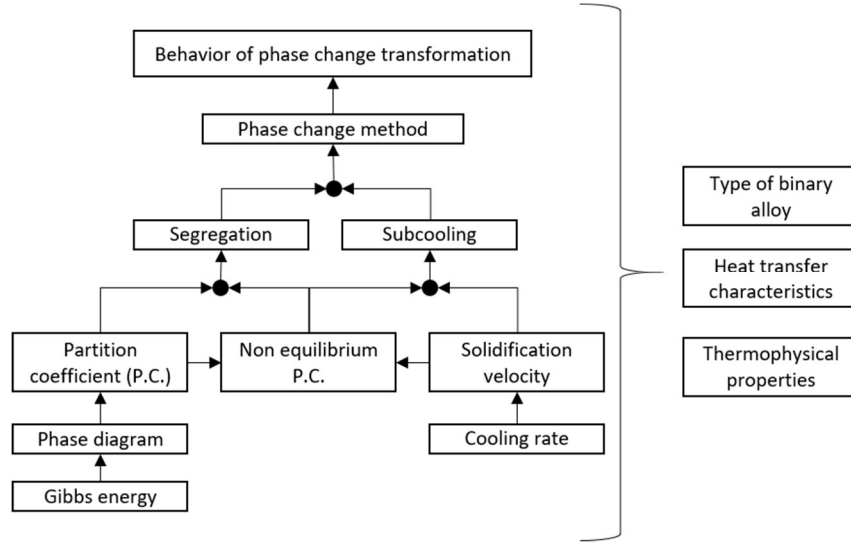 Behavior of phase change transformation
Phase change method
Segregation
Subcooling
Partition
coefficient (P.C.)
Non equilibrium
P.C.
Solidification
velocity
Phase diagram
Cooling rate
Gibbs energy
Type of binary
alloy
Heat transfer
characteristics
Thermophysical
properties